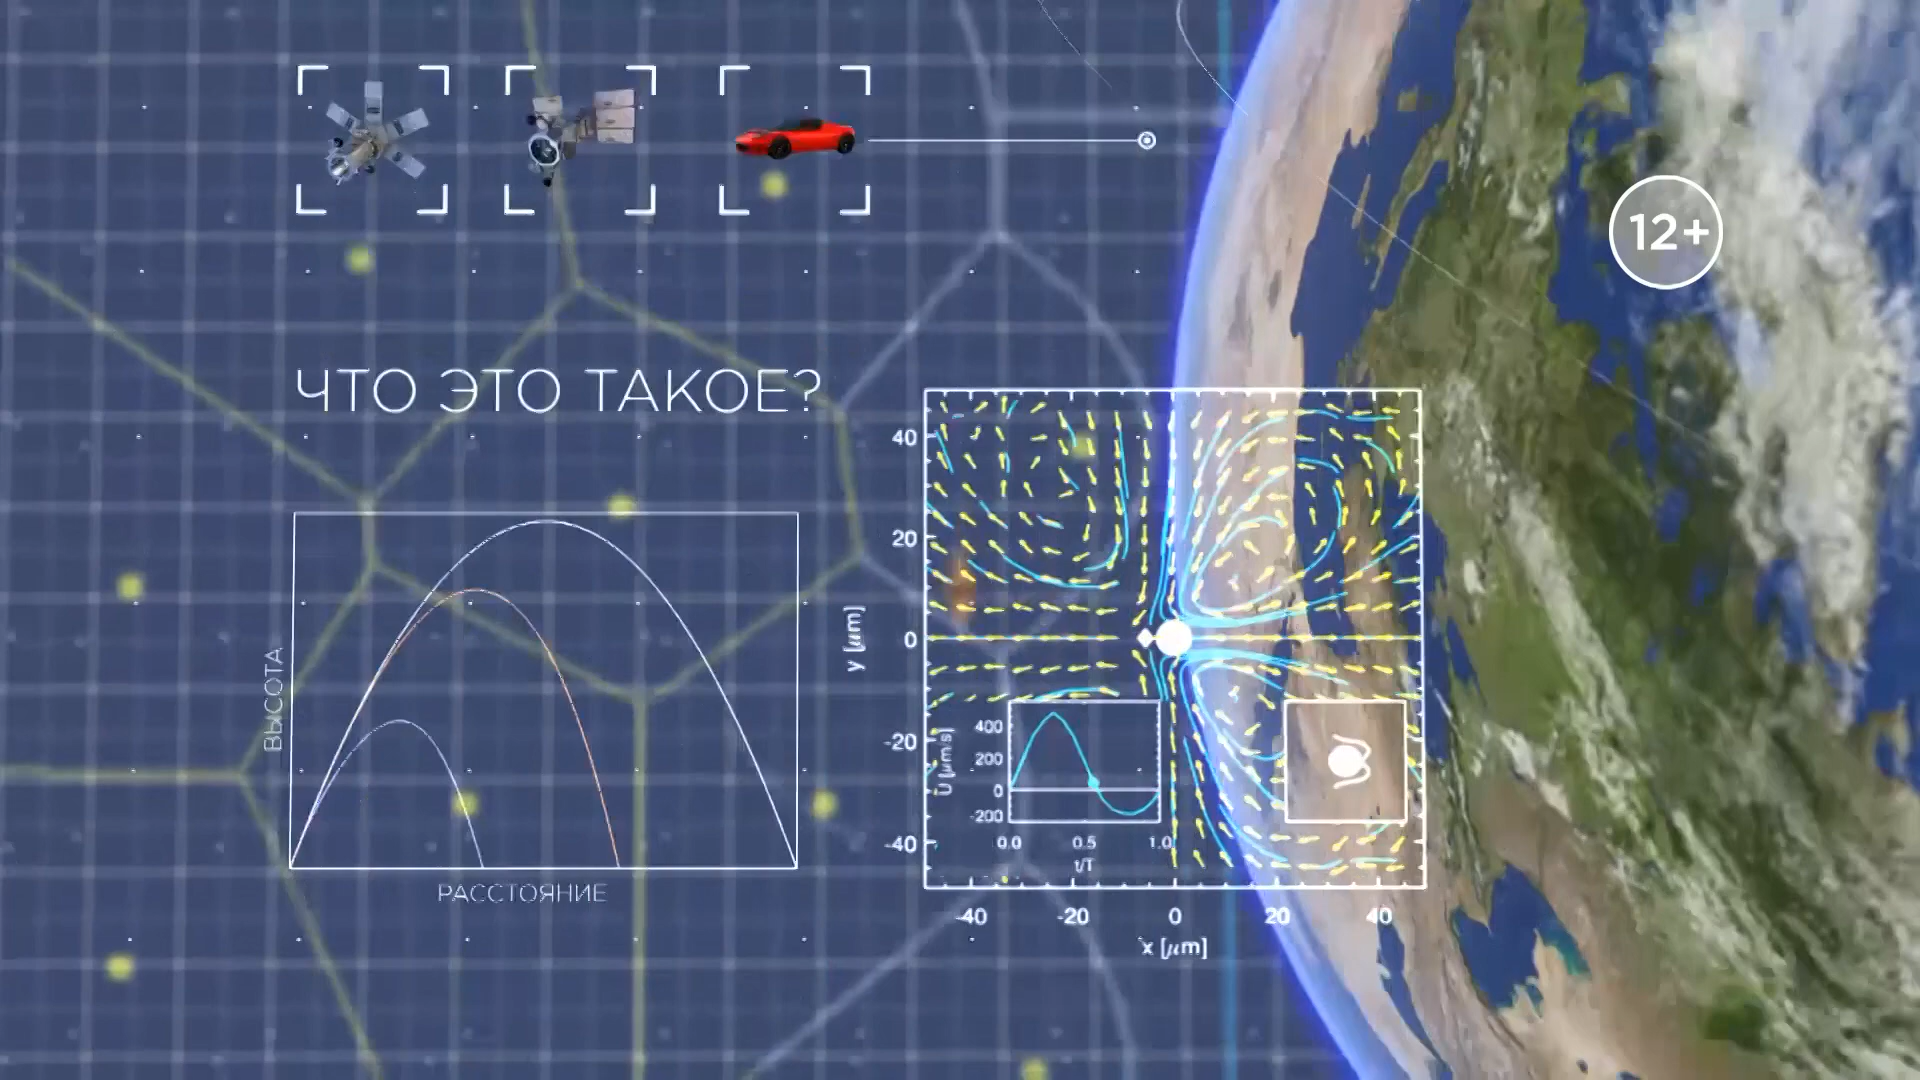 12+
ЧТО ЭТО ТАКОЕ?
ВЫСОТА
РАССТОЯНИЕ
y [μm]
40
20
0
-20
-40
-40 -20 0 20 40
x [μm]
U [μm/s]
400
200
0
-200
0.0 0.5 1.0
t/T